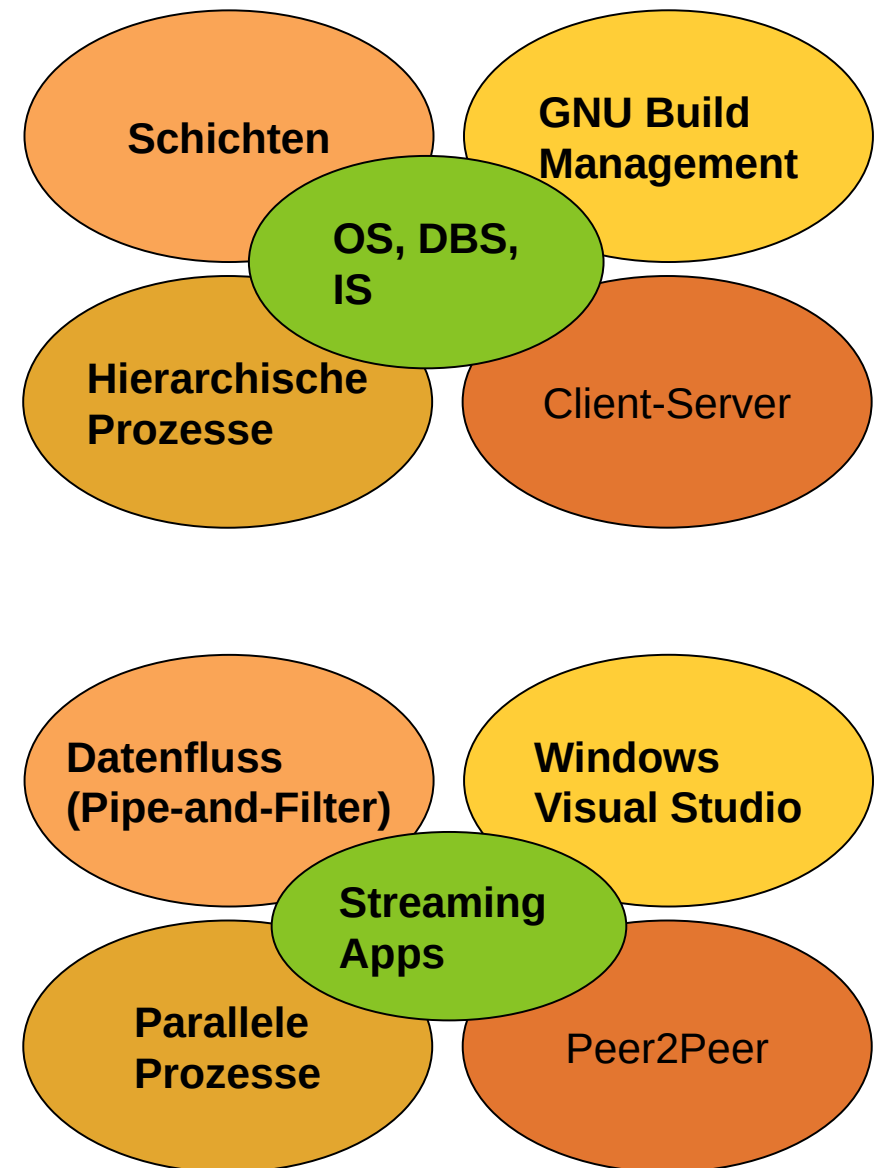 Schichten
GNU Build
Management
OS, DBS,
IS
Hierarchische
Prozesse
Client-Server
Datenfluss
(Pipe-and-Filter)
Windows
Visual Studio
Streaming
Apps
Parallele
Prozesse
Peer2Peer